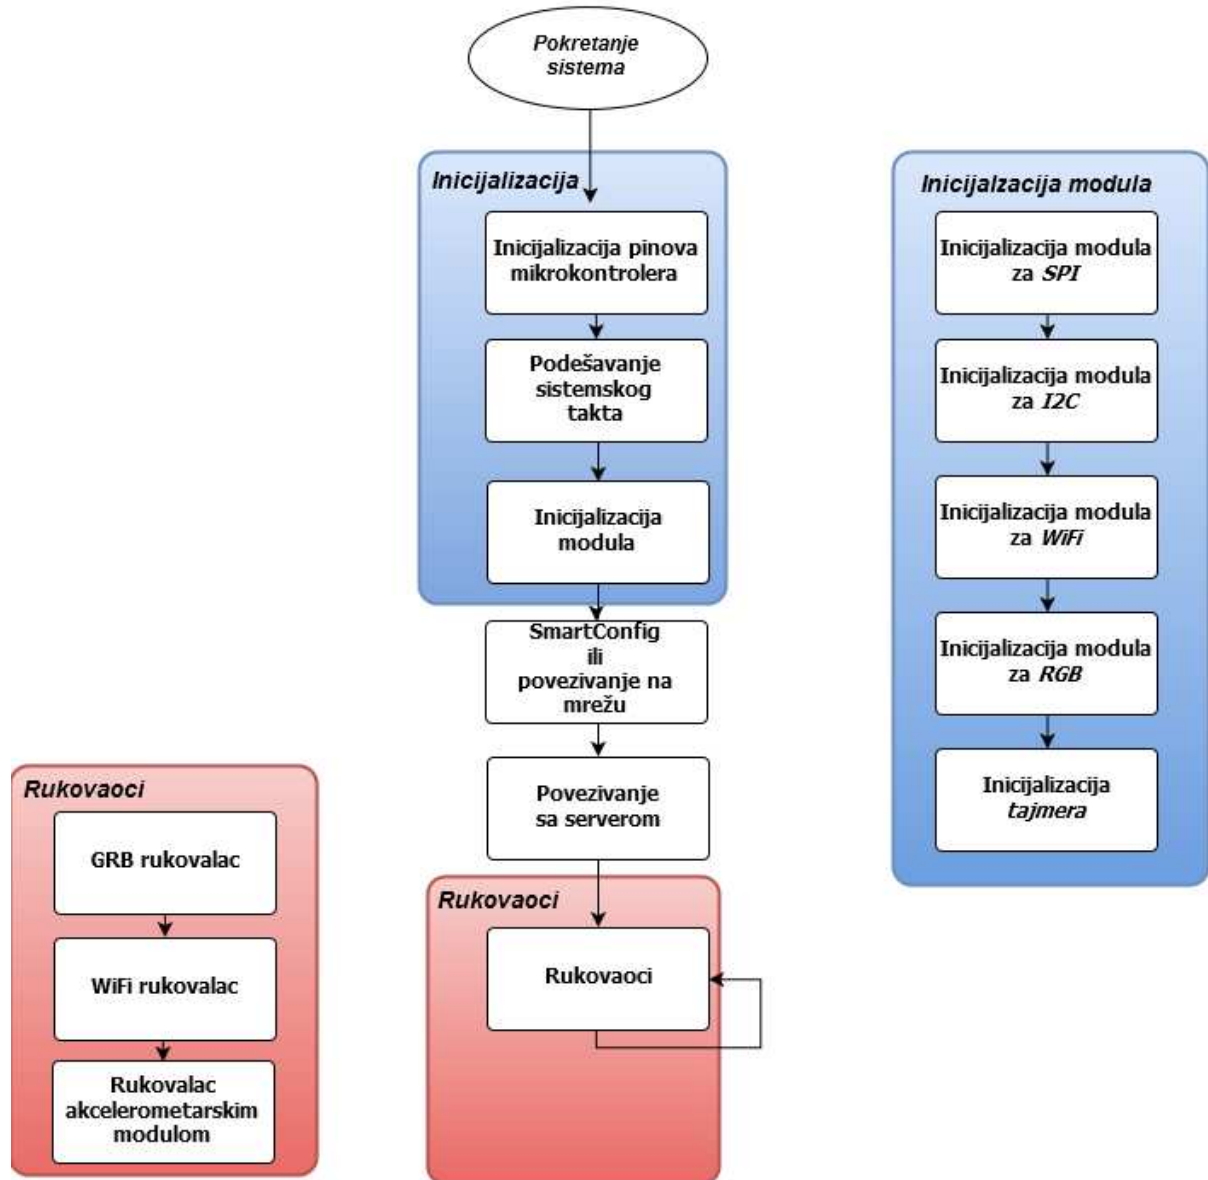 Pokretanje
sistema
Inicijalizacija
Inicijalizacija pinova
mikrokontrolera
Podešavanje
sistemskog
takta
Inicijalizacija
modula
SmartConfig
ili
povezivanje na
mrežu
Povezivanje
sa serverom
Rukovaoci
Rukovaoci
Inicijalzacija modula
Inicijalizacija modula
za SPI
Inicijalizacija modula
za I2C
Inicijalizacija modula
za WiFi
Inicijalizacija modula
za RGB
Inicijalizacija
tajmera
Rukovaoci
GRB rukovalac
WiFi rukovalac
Rukovalac
akcelerometarskim
modulom